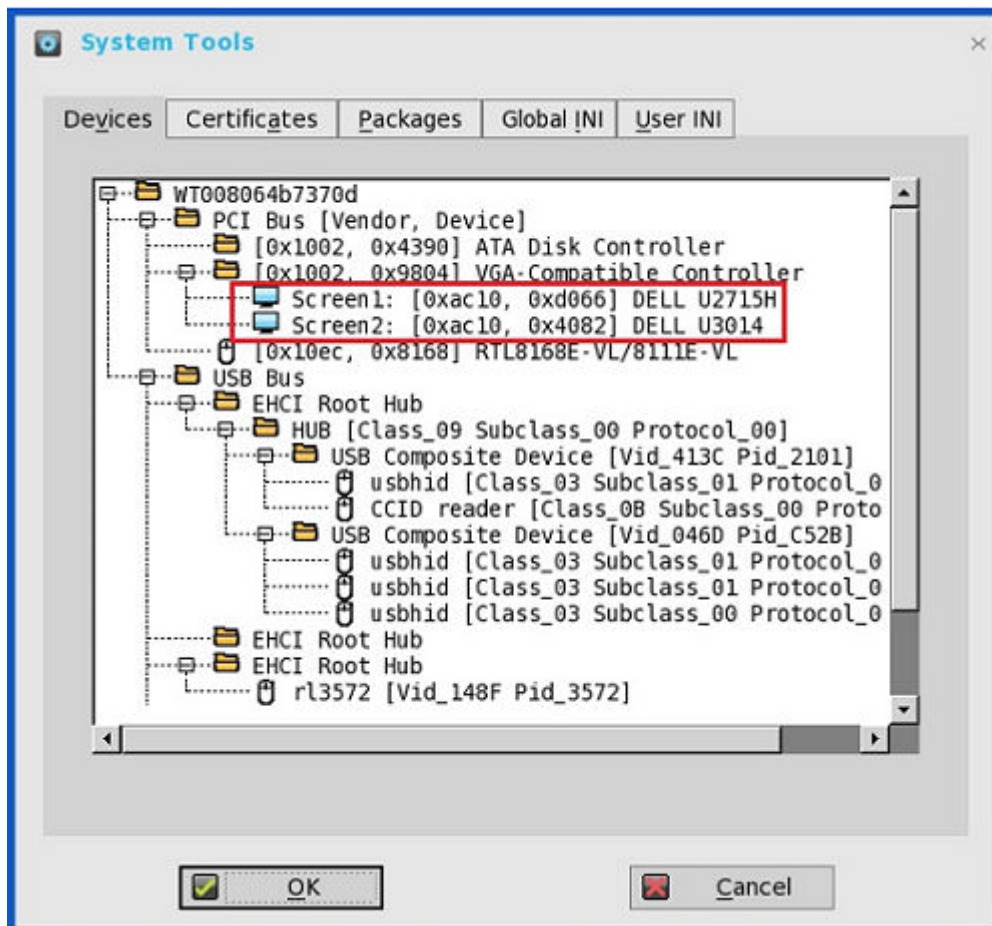 System Tools
Devices Certificates Packages Global INI User INI
WT008064b7370d
PCI Bus [Vendor, Device]
[0x1002, 0x4390] ATA Disk Controller
[0x1002, 0x9804] VGA-Compatible Controller
Screen1: [0xac10, 0xd066] DELL U2715H
Screen2: [0xac10, 0x4082] DELL U3014
[0x10ec, 0x8168] RTL8168E-VL/8111E-VL
USB Bus
EHCI Root Hub
HUB [Class_09 Subclass_00 Protocol_00]
USB Composite Device [Vid_413C Pid_2101]
usbhid [Class_03 Subclass_01 Protocol_0
CCID reader [Class_0B Subclass_00 Proto
USB Composite Device [Vid_046D Pid_C52B]
usbhid [Class_03 Subclass_01 Protocol_0
usbhid [Class_03 Subclass_01 Protocol_0
usbhid [Class_03 Subclass_00 Protocol_0
EHCI Root Hub
EHCI Root Hub
rl3572 [Vid_148F Pid_3572]
OK Cancel